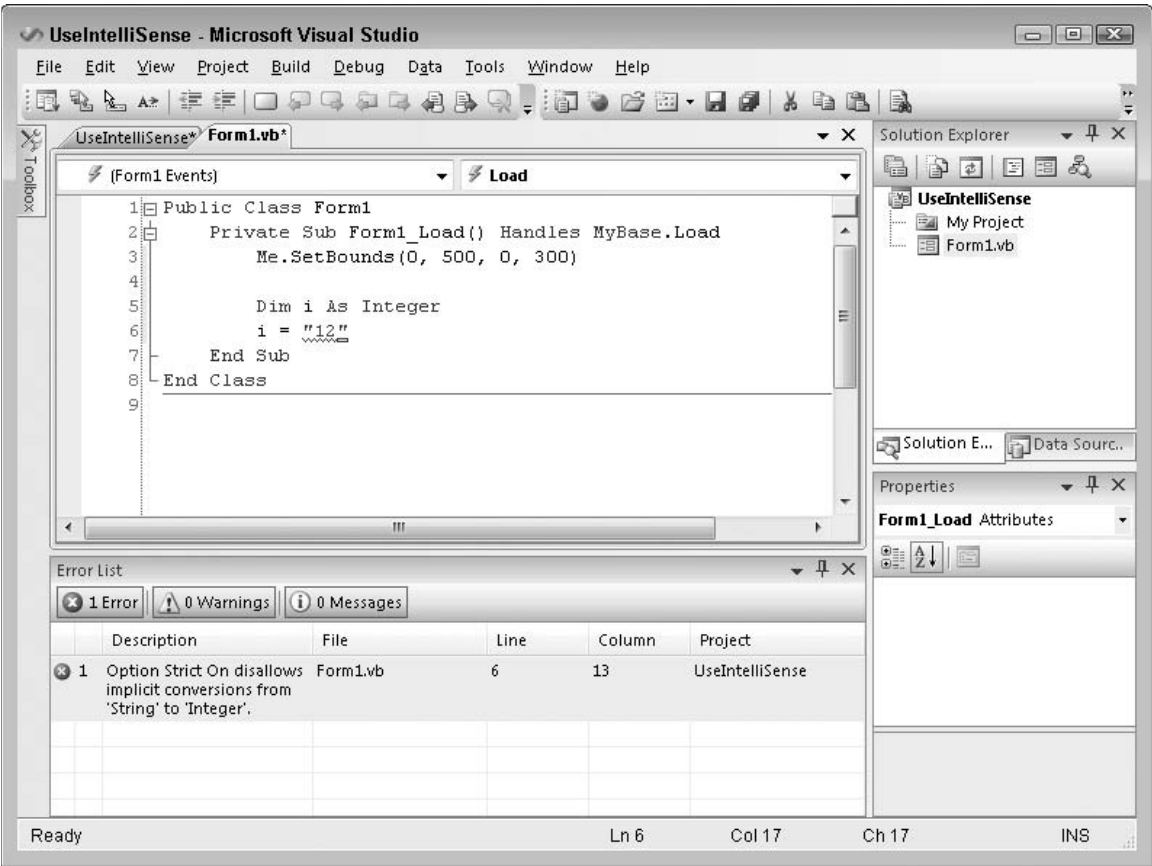 UseIntelliSense - Microsoft Visual Studio
File Edit View Project Build Debug Data Tools Window Help
Toolbox
UseIntelliSense* Form1.vb*
(Form1 Events) Load
1 Public Class Form1
2 Private Sub Form1_Load() Handles MyBase.Load
3 Me.SetBounds(0, 500, 0, 300)
4
5 Dim i As Integer
6 i = "12"
7 End Sub
8 End Class
9
Solution Explorer
UseIntelliSense
My Project
Form1.vb
Solution E... Data Sourc..
Properties
Form1_Load Attributes
Error List
1 Error 0 Warnings 0 Messages
Description File Line Column Project
1 Option Strict On disallows Form1.vb 6 13 UseIntelliSense
implicit conversions from
'String' to 'Integer'.
Ready Ln 6 Col 17 Ch 17 INS